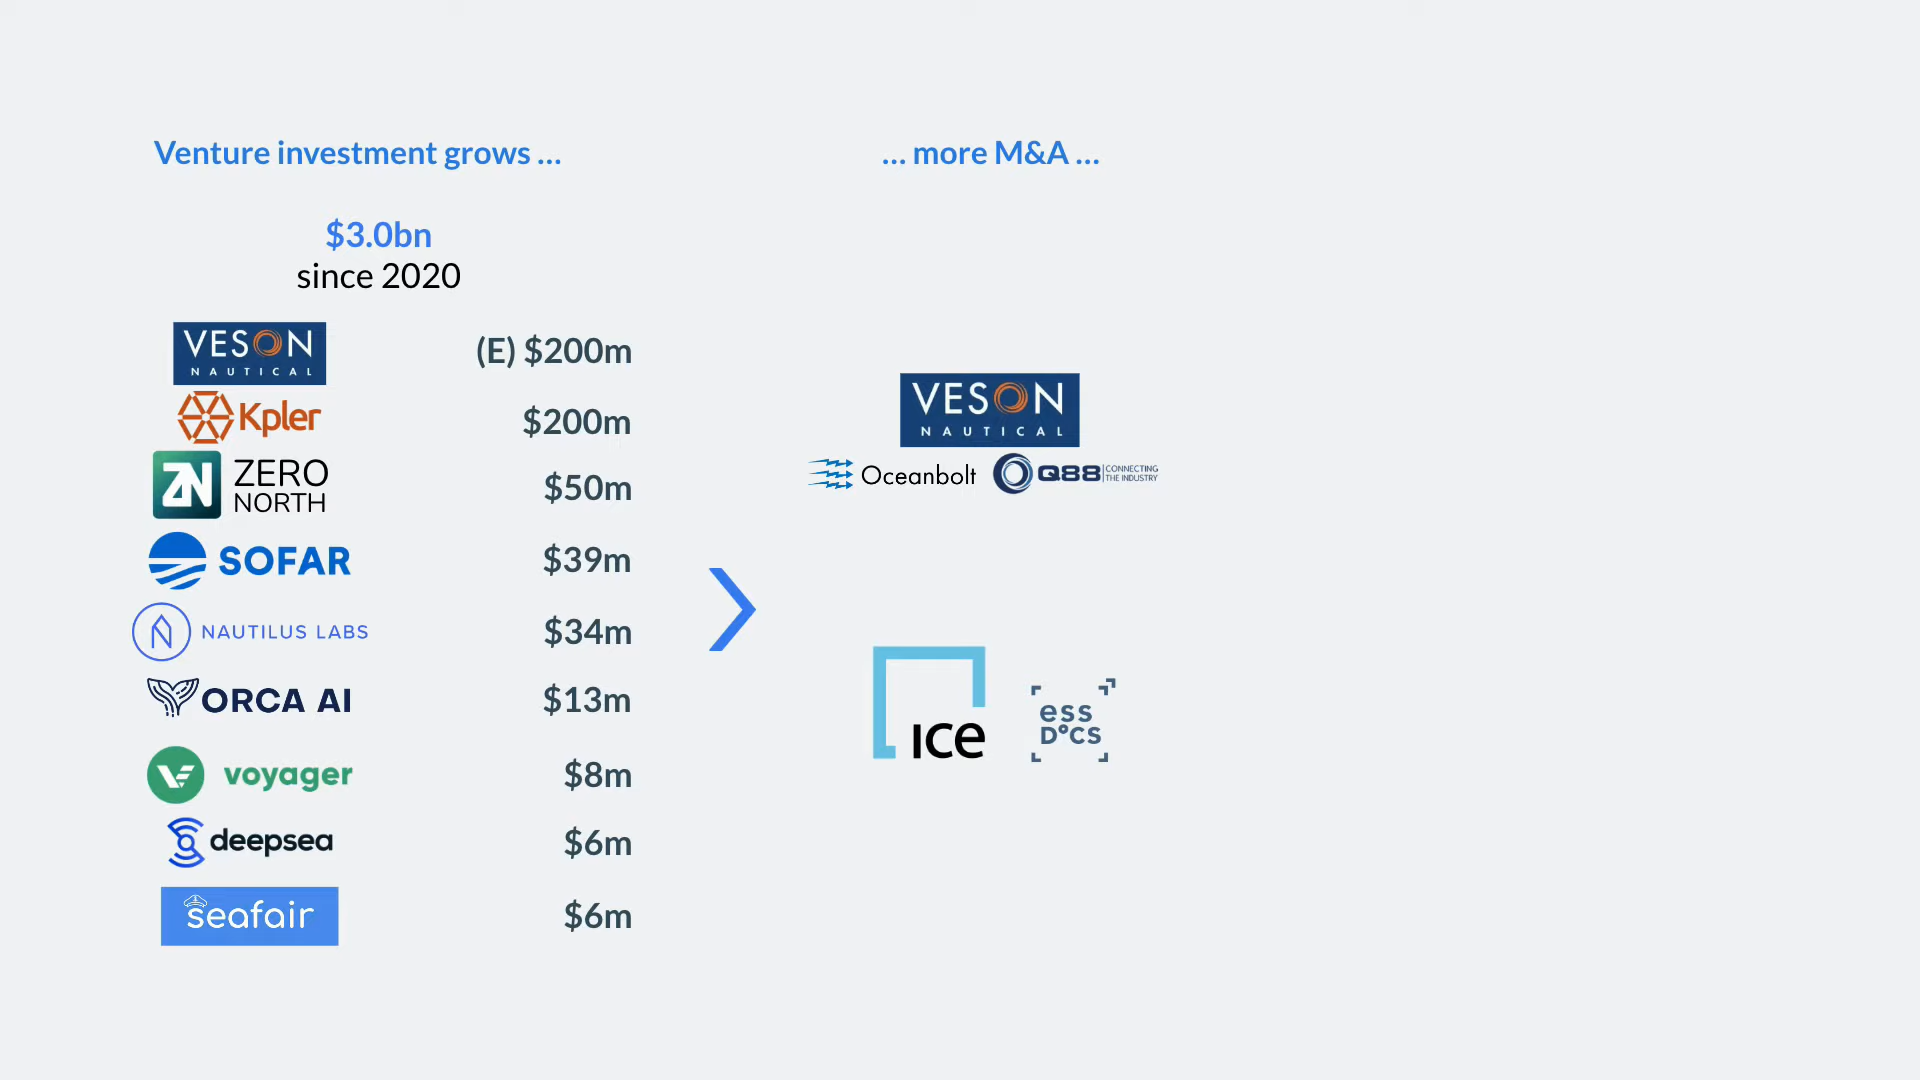 Venture investment grows ...
$3.0bn
since 2020
VESON
NAUTICAL
(E) $200m
Kpler
$200m
ZN
ZERO
NORTH
$50m
SOFAR
$39m
NAUTILUS LABS
$34m
ORCA AI
$13m
voyager
$8m
deepsea
$6m
seafair
$6m
... more M&A ...
VESON
NAUTICAL
Oceanbolt
Q88 CONNECTING
THE INDUSTRY
ice
ess
DºCS